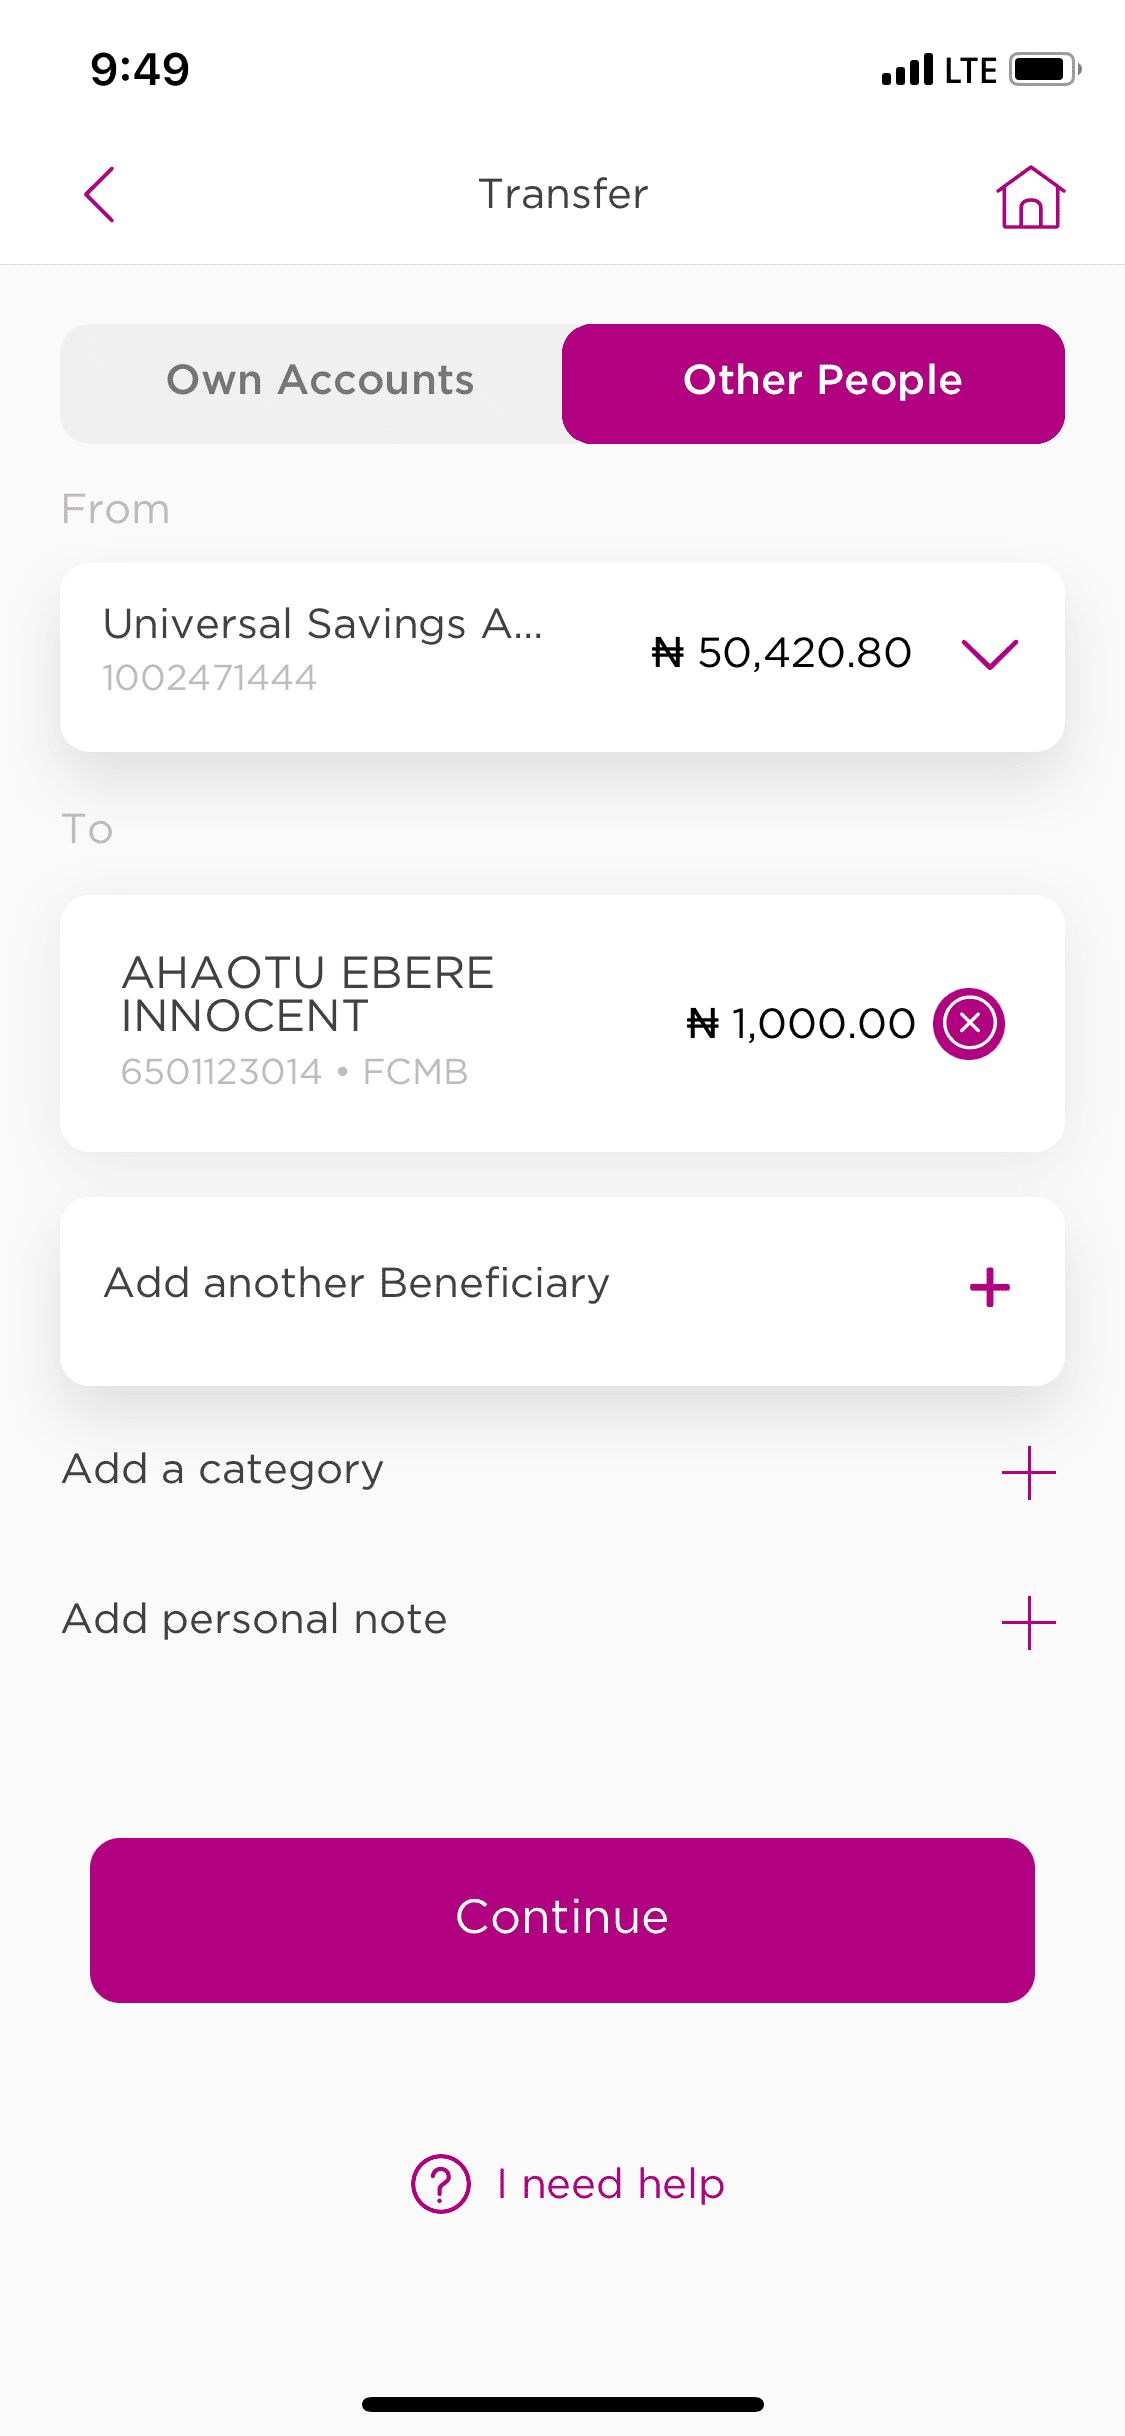 9:49
LTE
Transfer
Own Accounts
Other People
From
Universal Savings A...
1002471444
₦ 50,420.80
To
AHAOTU EBERE
INNOCENT
₦ 1,000.00
6501123014 • FCMB
Add another Beneficiary
Add a category
Add personal note
Continue
? I need help